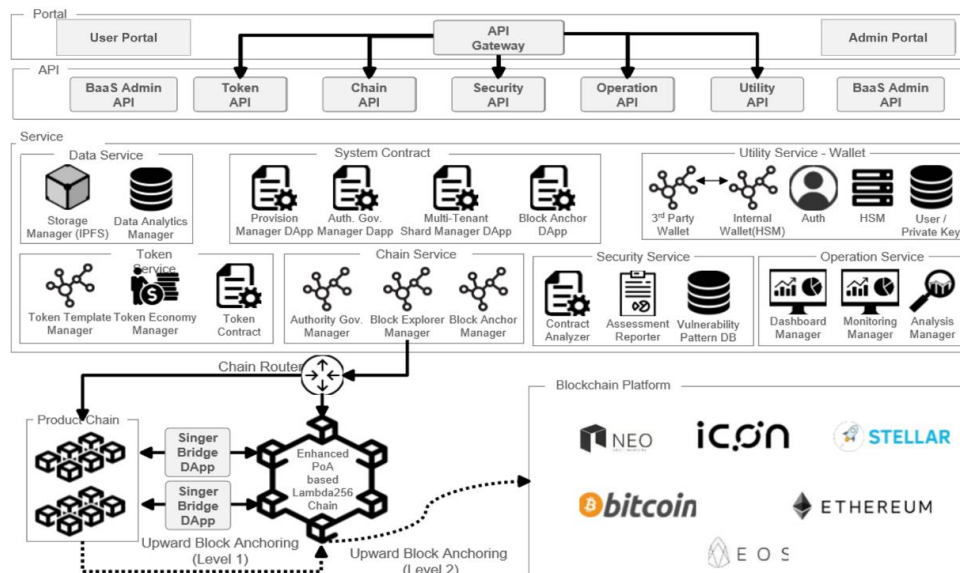 Portal
User Portal
API
Gateway
Admin Portal
API
BaaS Admin
API
Token
API
Chain
API
Security
API
Operation
API
Utility
API
BaaS Admin
API
Service
Data Service
Storage
Manager (IPFS)
Data Analytics
Manager
System Contract
Provision
Manager DApp
Auth. Gov.
Manager Dapp
Multi-Tenant
Shard Manager DApp
Block Anchor
DApp
Utility Service - Wallet
3rd Party
Wallet
Internal
Wallet(HSM)
Auth
HSM
User /
Private Key
Token
Service
Token Template
Manager
Token Economy
Manager
Token
Contract
Chain Service
Authority Gov.
Manager
Block Explorer
Manager
Block Anchor
Manager
Security Service
Contract
Analyzer
Assessment
Reporter
Vulnerability
Pattern DB
Operation Service
Dashboard
Manager
Monitoring
Manager
Analysis
Manager
Chain Router
Product Chain
Singer
Bridge
DApp
Singer
Bridge
DApp
Enhanced
PoA
based
Lambda256
Chain
Upward Block Anchoring
(Level 1)
Upward Block Anchoring
(Level 2)
Blockchain Platform
NEO
icon
STELLAR
bitcoin
ETHEREUM
EOS